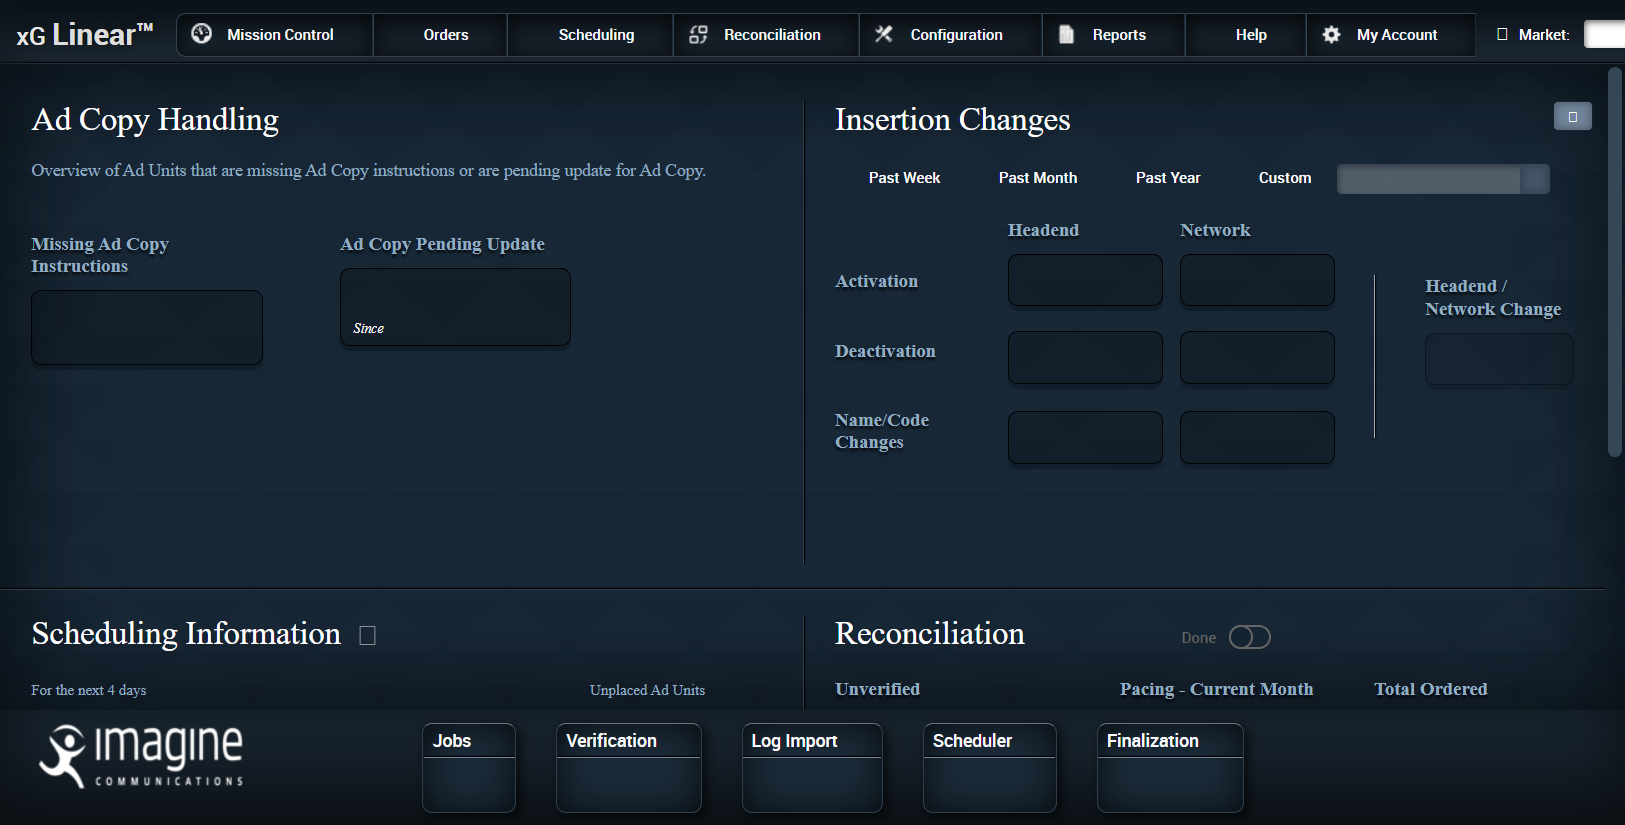 xG Linear™
Mission Control
Orders
Scheduling
Reconciliation
Configuration
Reports
Help
My Account
Market:
Ad Copy Handling
Overview of Ad Units that are missing Ad Copy instructions or are pending update for Ad Copy.
Missing Ad Copy
Instructions
Ad Copy Pending Update
Since
Insertion Changes
Past Week
Past Month
Past Year
Custom
Headend
Network
Activation
Deactivation
Name/Code
Changes
Headend /
Network Change
Scheduling Information
For the next 4 days
Unplaced Ad Units
Reconciliation
Done
Unverified
Pacing - Current Month
Total Ordered
imagine
COMMUNICATIONS
Jobs
Verification
Log Import
Scheduler
Finalization